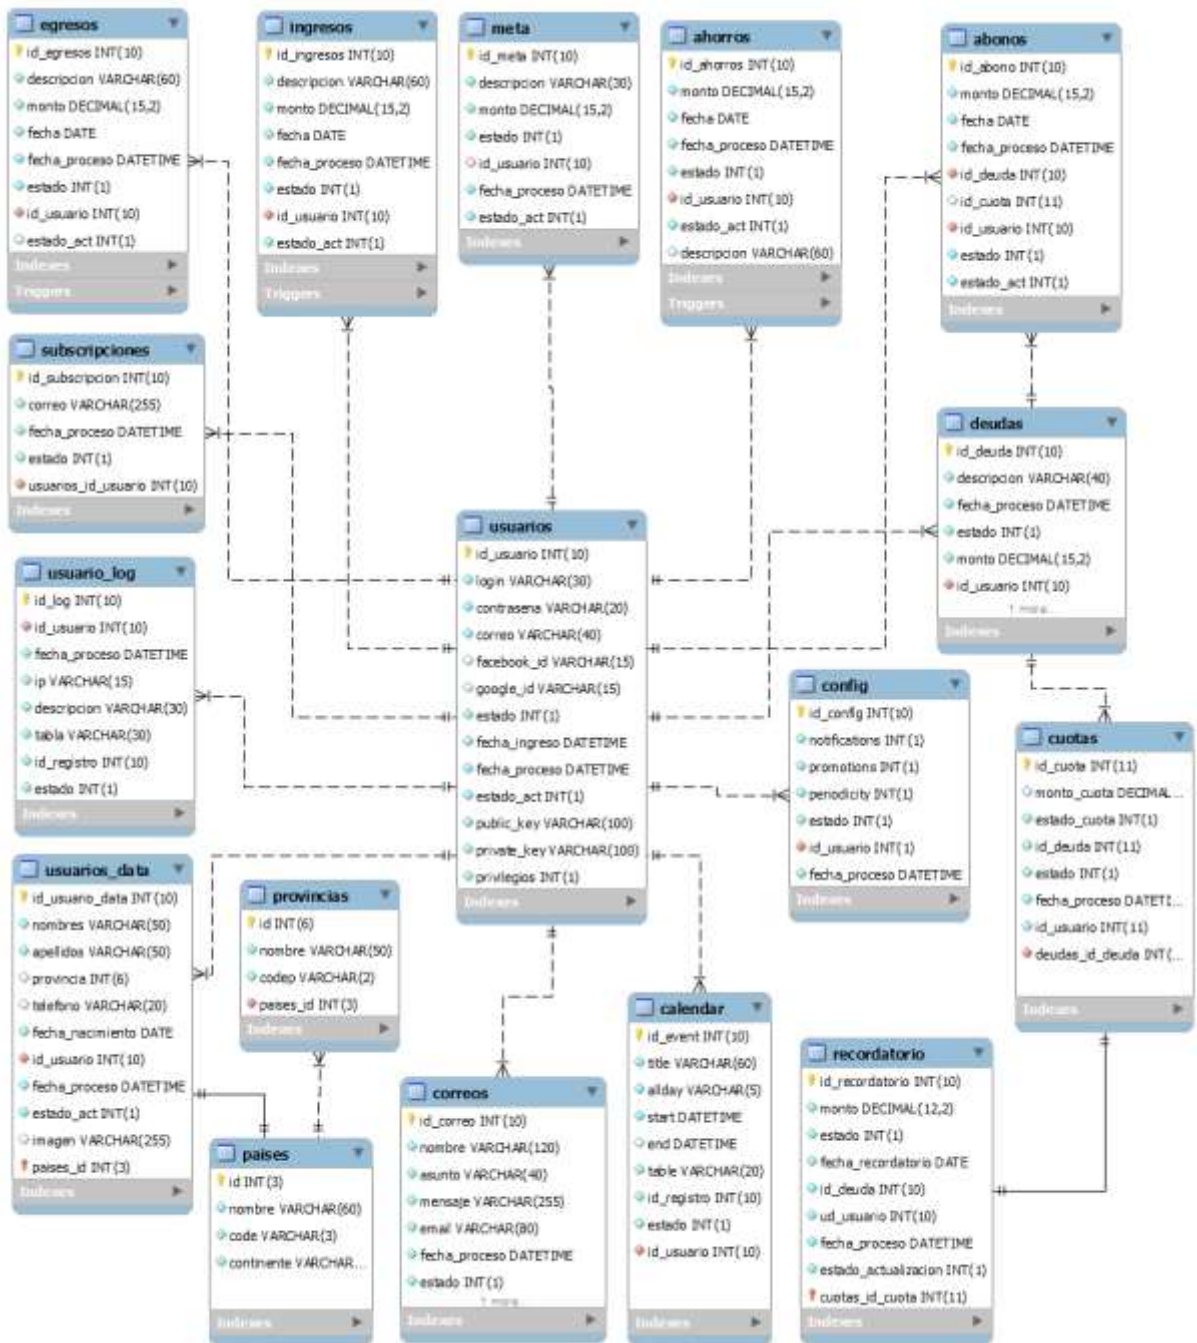 egresos
id_egresos INT(10)
descripcion VARCHAR(60)
monto DECIMAL(15,2)
fecha DATE
fecha_proceso DATETIME
estado INT(1)
id_usuario INT(10)
estado_act INT(1)
Indexes
Triggers
ingresos
id_ingresos INT(10)
descripcion VARCHAR(60)
monto DECIMAL(15,2)
fecha DATE
fecha_proceso DATETIME
estado INT(1)
id_usuario INT(10)
estado_act INT(1)
Indexes
Triggers
meta
id_meta INT(10)
descripcion VARCHAR(30)
monto DECIMAL(15,2)
estado INT(1)
id_usuario INT(10)
fecha_proceso DATETIME
estado_act INT(1)
Indexes
ahorros
id_ahorros INT(10)
monto DECIMAL(15,2)
fecha DATE
fecha_proceso DATETIME
estado INT(1)
id_usuario INT(10)
estado_act INT(1)
descripcion VARCHAR(60)
Indexes
Triggers
abonos
id_abono INT(10)
monto DECIMAL(15,2)
fecha DATE
fecha_proceso DATETIME
id_deuda INT(10)
id_cuota INT(11)
id_usuario INT(10)
estado INT(1)
estado_act INT(1)
Indexes
subscripciones
id_subscripcion INT(10)
correo VARCHAR(255)
fecha_proceso DATETIME
estado INT(1)
usuarios_id_usuario INT(10)
Indexes
deudas
id_deuda INT(10)
descripcion VARCHAR(40)
fecha_proceso DATETIME
estado INT(1)
monto DECIMAL(15,2)
id_usuario INT(10)
1 more...
Indexes
usuarios
id_usuario INT(10)
login VARCHAR(30)
contrasena VARCHAR(20)
correo VARCHAR(40)
facebook_id VARCHAR(15)
google_id VARCHAR(15)
estado INT(1)
fecha_ingreso DATETIME
fecha_proceso DATETIME
estado_act INT(1)
public_key VARCHAR(100)
private_key VARCHAR(100)
privilegios INT(1)
Indexes
usuario_log
id_log INT(10)
id_usuario INT(10)
fecha_proceso DATETIME
ip VARCHAR(15)
descripcion VARCHAR(30)
tabla VARCHAR(30)
id_registro INT(10)
estado INT(1)
Indexes
config
id_config INT(10)
notifications INT(1)
promotions INT(1)
periodicity INT(1)
estado INT(1)
id_usuario INT(1)
fecha_proceso DATETIME
Indexes
cuotas
id_cuota INT(11)
monto_cuota DECIMAL...
estado_cuota INT(1)
id_deuda INT(11)
estado INT(1)
fecha_proceso DATETI...
id_usuario INT(11)
deudas_id_deuda INT(...
Indexes
usuarios_data
id_usuario_data INT(10)
nombres VARCHAR(50)
apellidos VARCHAR(50)
provincia INT(6)
telefono VARCHAR(20)
fecha_nacimiento DATE
id_usuario INT(10)
fecha_proceso DATETIME
estado_act INT(1)
imagen VARCHAR(255)
paises_id INT(3)
Indexes
provincias
id INT(6)
nombre VARCHAR(50)
codep VARCHAR(2)
paises_id INT(3)
Indexes
paises
id INT(3)
nombre VARCHAR(60)
code VARCHAR(3)
continente VARCHAR...
Indexes
correos
id_correo INT(10)
nombre VARCHAR(120)
asunto VARCHAR(40)
mensaje VARCHAR(255)
email VARCHAR(80)
fecha_proceso DATETIME
estado INT(1)
1 more...
Indexes
calendar
id_event INT(10)
title VARCHAR(60)
allday VARCHAR(5)
start DATETIME
end DATETIME
table VARCHAR(20)
id_registro INT(10)
estado INT(1)
id_usuario INT(10)
Indexes
recordatorio
id_recordatorio INT(10)
monto DECIMAL(12,2)
estado INT(1)
fecha_recordatorio DATE
id_deuda INT(10)
ud_usuario INT(10)
fecha_proceso DATETIME
estado_actualizacion INT(1)
cuotas_id_cuota INT(11)
Indexes